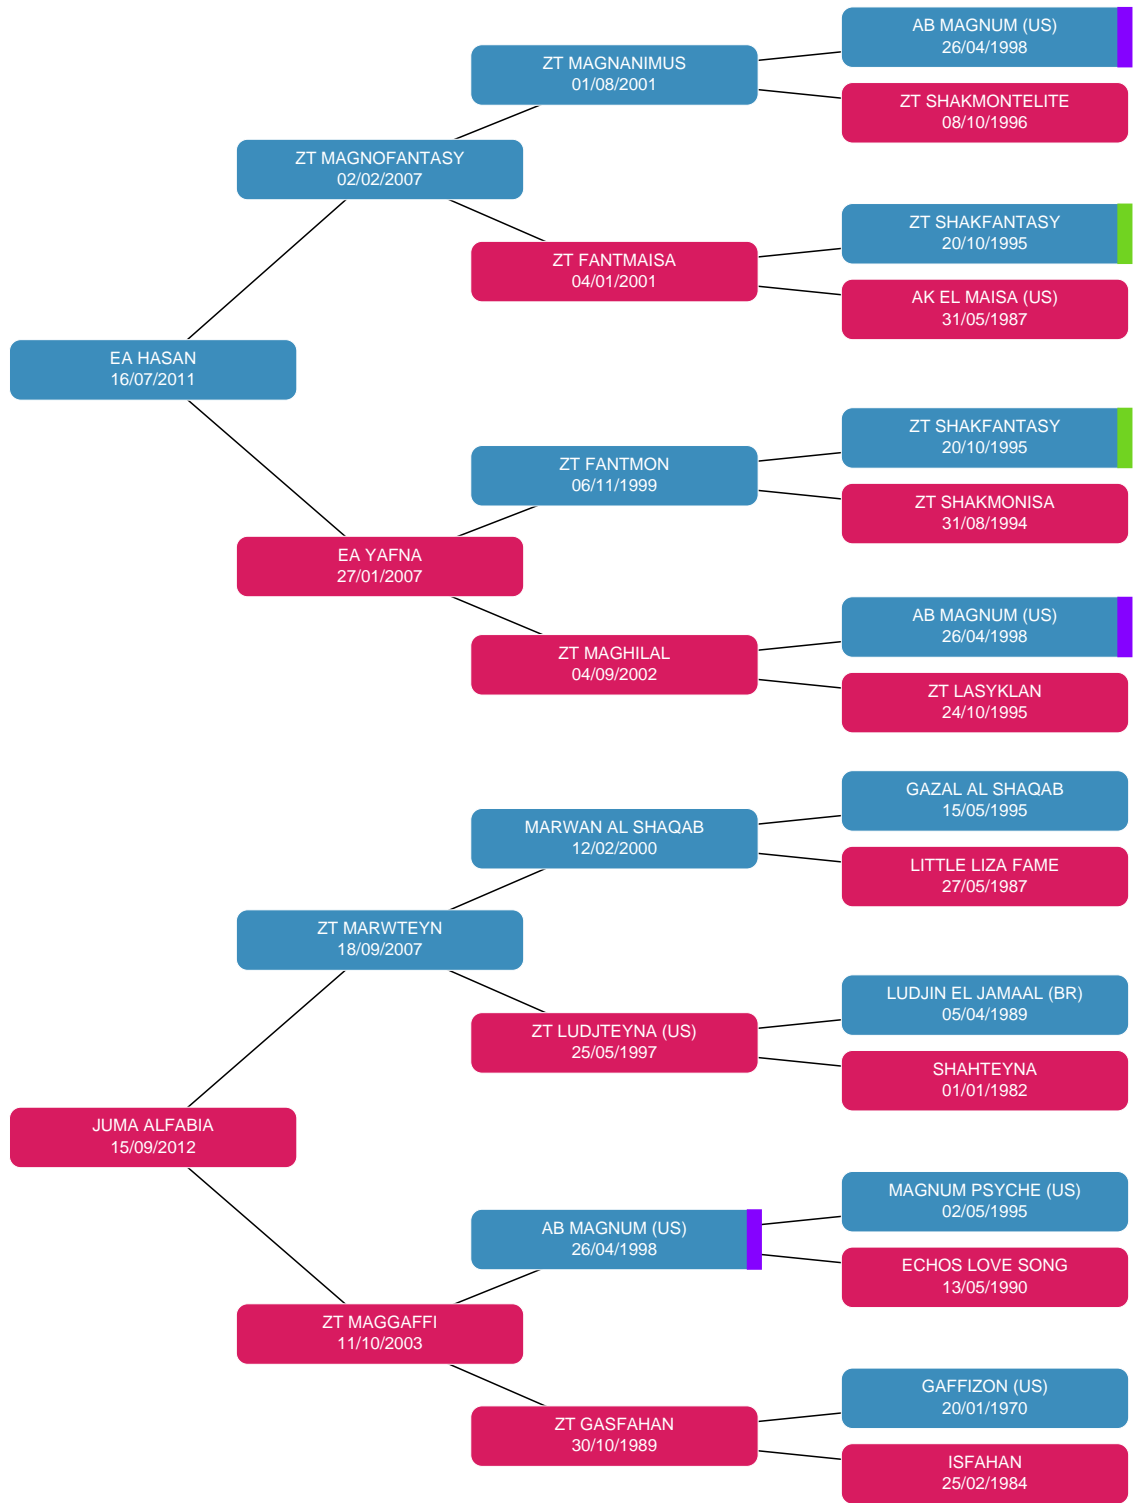 AB MAGNUM (US)
26/04/1998
ZT MAGNANIMUS
01/08/2001
ZT SHAKMONTELITE
08/10/1996
ZT MAGNOFANTASY
02/02/2007
ZT SHAKFANTASY
20/10/1995
ZT FANTMAISA
04/01/2001
AK EL MAISA (US)
31/05/1987
EA HASAN
16/07/2011
ZT SHAKFANTASY
20/10/1995
ZT FANTMON
06/11/1999
ZT SHAKMONISA
31/08/1994
EA YAFNA
27/01/2007
AB MAGNUM (US)
26/04/1998
ZT MAGHILAL
04/09/2002
ZT LASYKLAN
24/10/1995
GAZAL AL SHAQAB
15/05/1995
MARWAN AL SHAQAB
12/02/2000
LITTLE LIZA FAME
27/05/1987
ZT MARWTEYN
18/09/2007
LUDJIN EL JAMAAL (BR)
05/04/1989
ZT LUDJTEYNA (US)
25/05/1997
SHAHTEYNA
01/01/1982
JUMA ALFABIA
15/09/2012
MAGNUM PSYCHE (US)
02/05/1995
AB MAGNUM (US)
26/04/1998
ECHOS LOVE SONG
13/05/1990
ZT MAGGAFFI
11/10/2003
GAFFIZON (US)
20/01/1970
ZT GASFAHAN
30/10/1989
ISFAHAN
25/02/1984